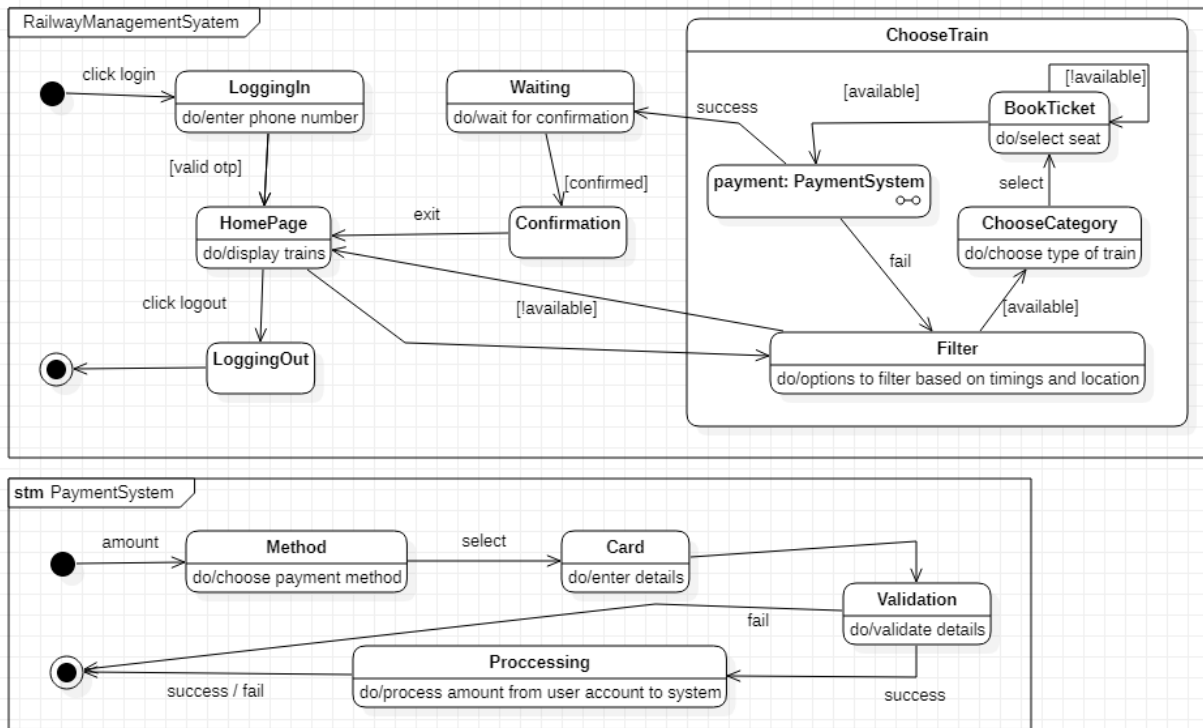 RailwayManagementSyatem
ChooseTrain
click login
LoggingIn
do/enter phone number
Waiting
do/wait for confirmation
success
[available]
[!available]
BookTicket
do/select seat
[valid otp]
[confirmed]
payment: PaymentSystem
select
HomePage
do/display trains
exit
Confirmation
ChooseCategory
do/choose type of train
fail
click logout
[!available]
[available]
LoggingOut
Filter
do/options to filter based on timings and location
stm PaymentSystem
amount
Method
do/choose payment method
select
Card
do/enter details
Validation
do/validate details
fail
Proccessing
do/process amount from user account to system
success / fail
success